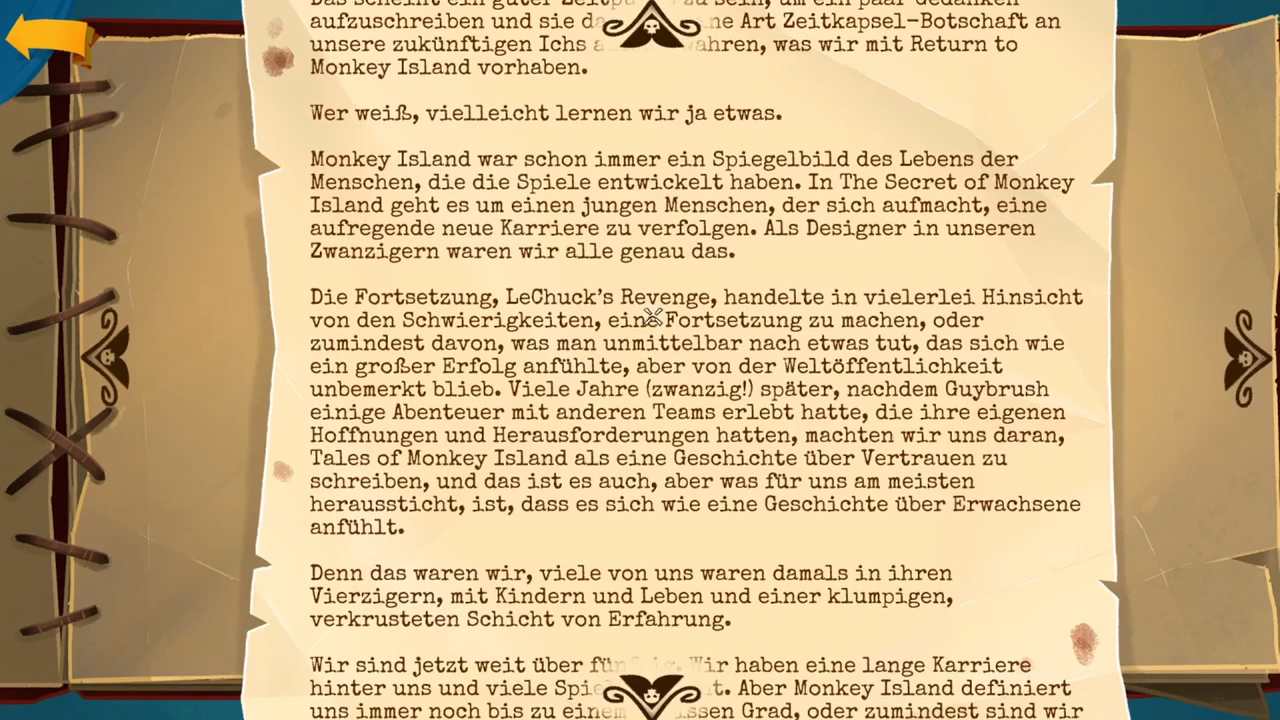 Das scheint ein guter zu sein, um ein paar Gedanken
aufzuschreiben und sie Art Zeitkapsel-Botschaft an
unsere zukünftigen Ichs was wir mit Return to
Monkey Island vorhaben.
Wer weiß, vielleicht lernen wir ja etwas.
Monkey Island war schon immer ein Spiegelbild des Lebens der
Menschen, die die Spiele entwickelt haben. In The Secret of Monkey
Island geht es um einen jungen Menschen, der sich aufmacht, eine
aufregende neue Karriere zu verfolgen. Als Designer in unseren
Zwanzigern waren wir alle genau das.
Die Fortsetzung, LeChuck's Revenge, handelte in vielerlei Hinsicht
von den Schwierigkeiten, eine Fortsetzung zu machen, oder
zumindest davon, was man unmittelbar nach etwas tut, das sich wie
ein großer Erfolg anfühlte, aber von der Weltöffentlichkeit
unbemerkt blieb. Viele Jahre (zwanzig!) später, nachdem Guybrush
einige Abenteuer mit anderen Teams erlebt hatte, die ihre eigenen
Hoffnungen und Herausforderungen hatten, machten wir uns daran,
Tales of Monkey Island als eine Geschichte über Vertrauen zu
schreiben, und das ist es auch, aber was für uns am meisten
heraussticht, ist, dass es sich wie eine Geschichte über Erwachsene
anfühlt.
Denn das waren wir, viele von uns waren damals in ihren
Vierzigern, mit Kindern und Leben und einer klumpigen,
verkrusteten Schicht von Erfahrung.
Wir sind jetzt weit über Wir haben eine lange Karriere
hinter uns und viele Aber Monkey Island definiert
uns immer noch bis zu einem Grad, oder zumindest sind wir